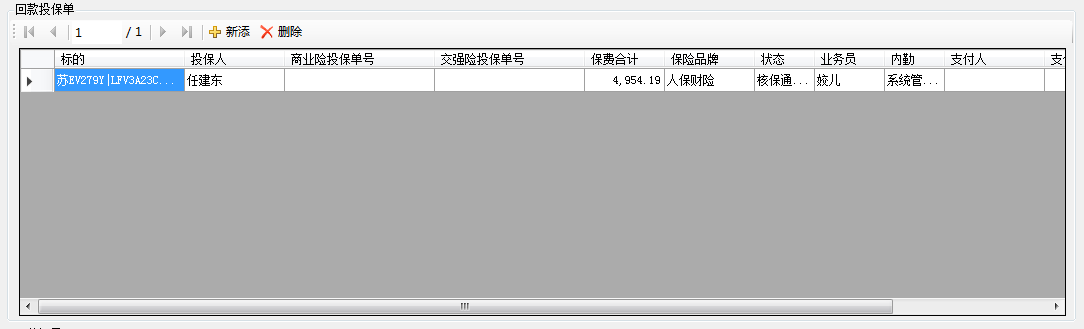 回款投保单
1 / 1 新添 删除
标的 投保人 商业险投保单号 交强险投保单号 保费合计 保险品牌 状态 业务员 内勤 支付人
苏EV279Y|LFV3A23C... 任建东 4,954.19 人保财险 核保通... 姣儿 系统管...